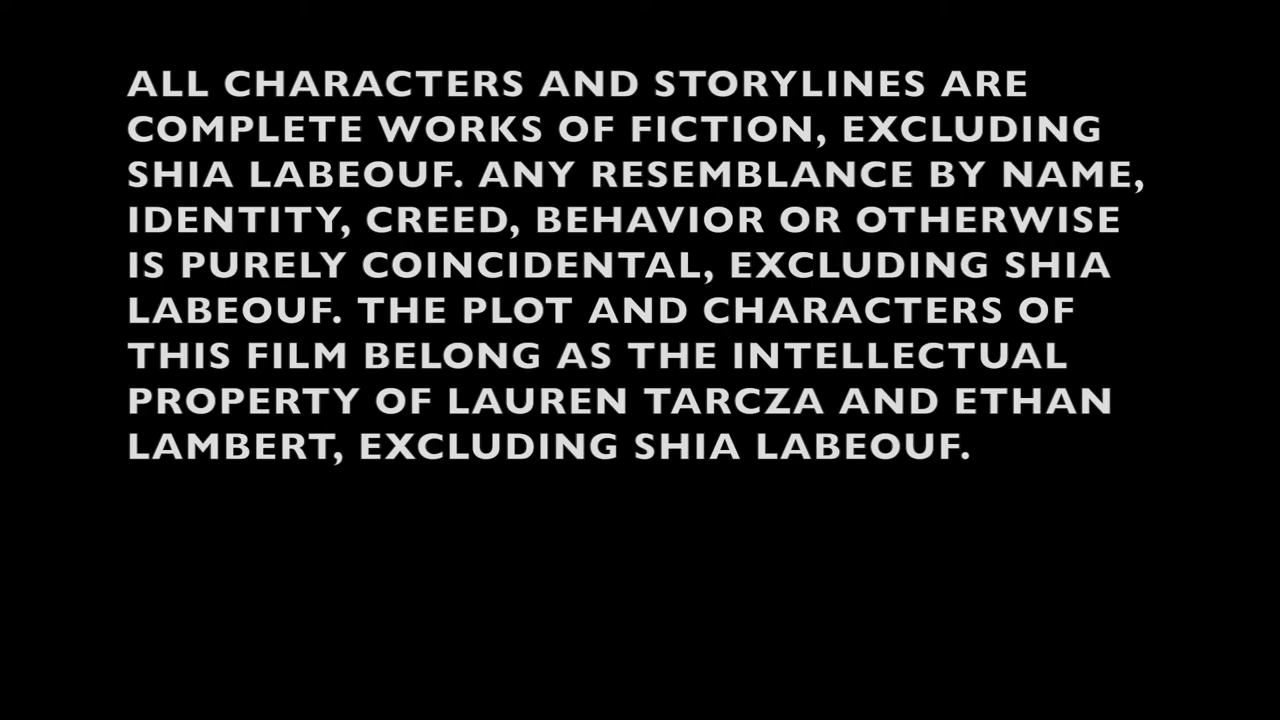 ALL CHARACTERS AND STORYLINES ARE
COMPLETE WORKS OF FICTION, EXCLUDING
SHIA LABEOUF. ANY RESEMBLANCE BY NAME,
IDENTITY, CREED, BEHAVIOR OR OTHERWISE
IS PURELY COINCIDENTAL, EXCLUDING SHIA
LABEOUF. THE PLOT AND CHARACTERS OF
THIS FILM BELONG AS THE INTELLECTUAL
PROPERTY OF LAUREN TARCZA AND ETHAN
LAMBERT, EXCLUDING SHIA LABEOUF.